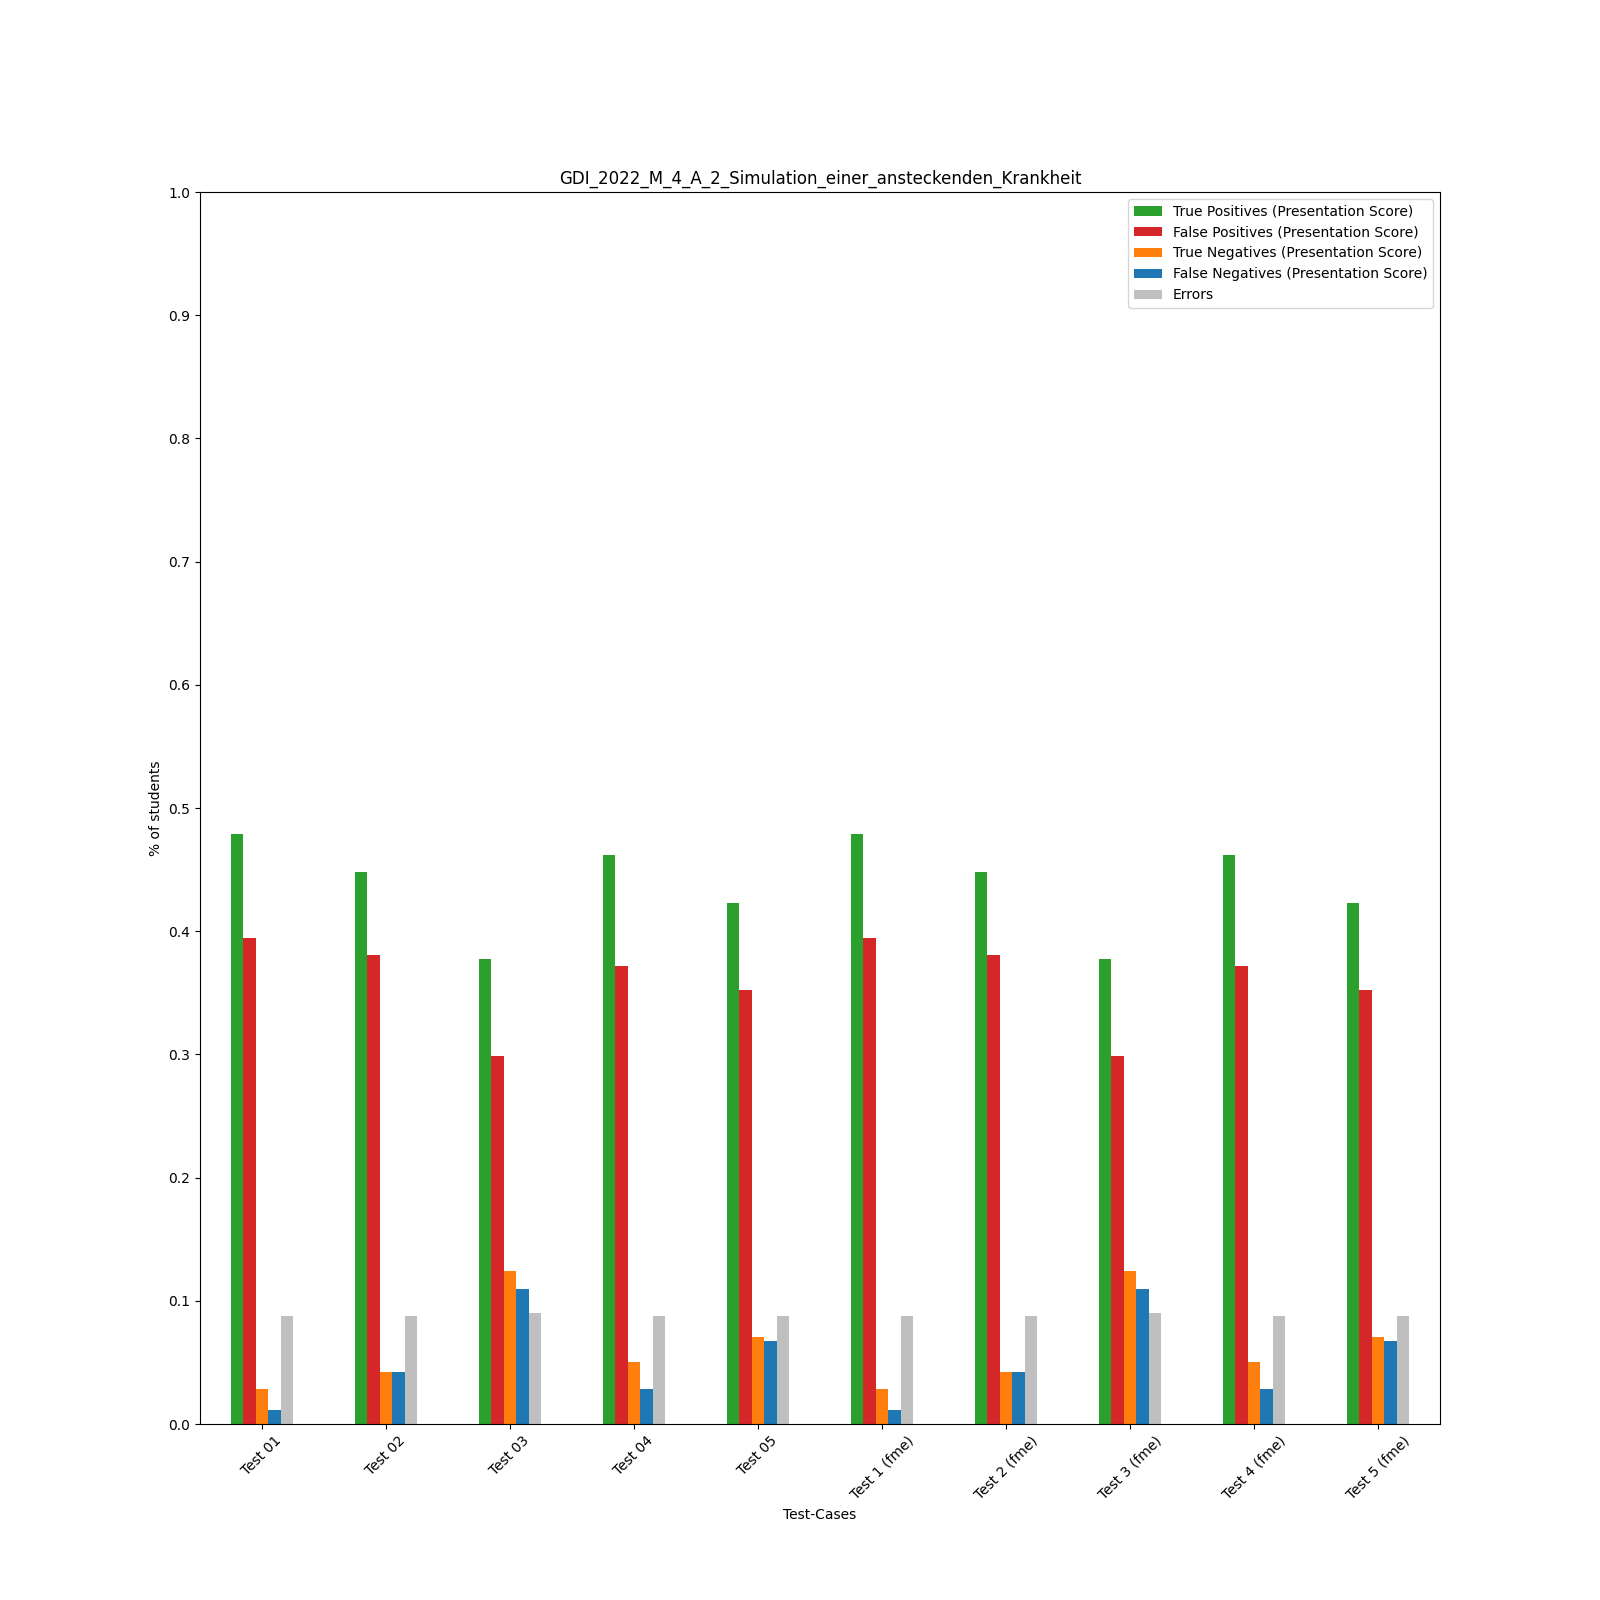 GDI_2022_M_4_A_2_Simulation_einer_ansteckenden_Krankheit
True Positives (Presentation Score)
False Positives (Presentation Score)
True Negatives (Presentation Score)
False Negatives (Presentation Score)
Errors
% of students
1.0
0.9
0.8
0.7
0.6
0.5
0.4
0.3
0.2
0.1
0.0
Test 01
Test 02
Test 03
Test 04
Test 05
Test 1 (fme)
Test 2 (fme)
Test 3 (fme)
Test 4 (fme)
Test 5 (fme)
Test-Cases